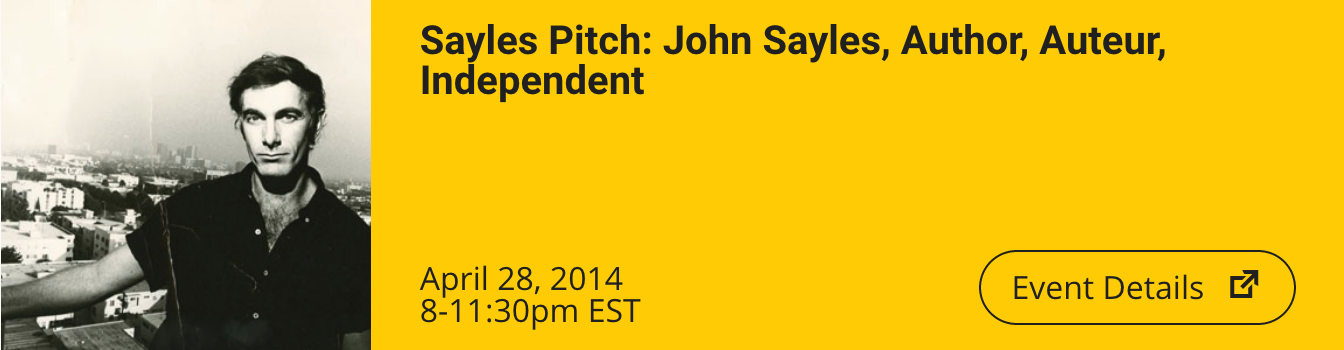 Sayles Pitch: John Sayles, Author, Auteur,
Independent
April 28, 2014
8-11:30pm EST
Event Details